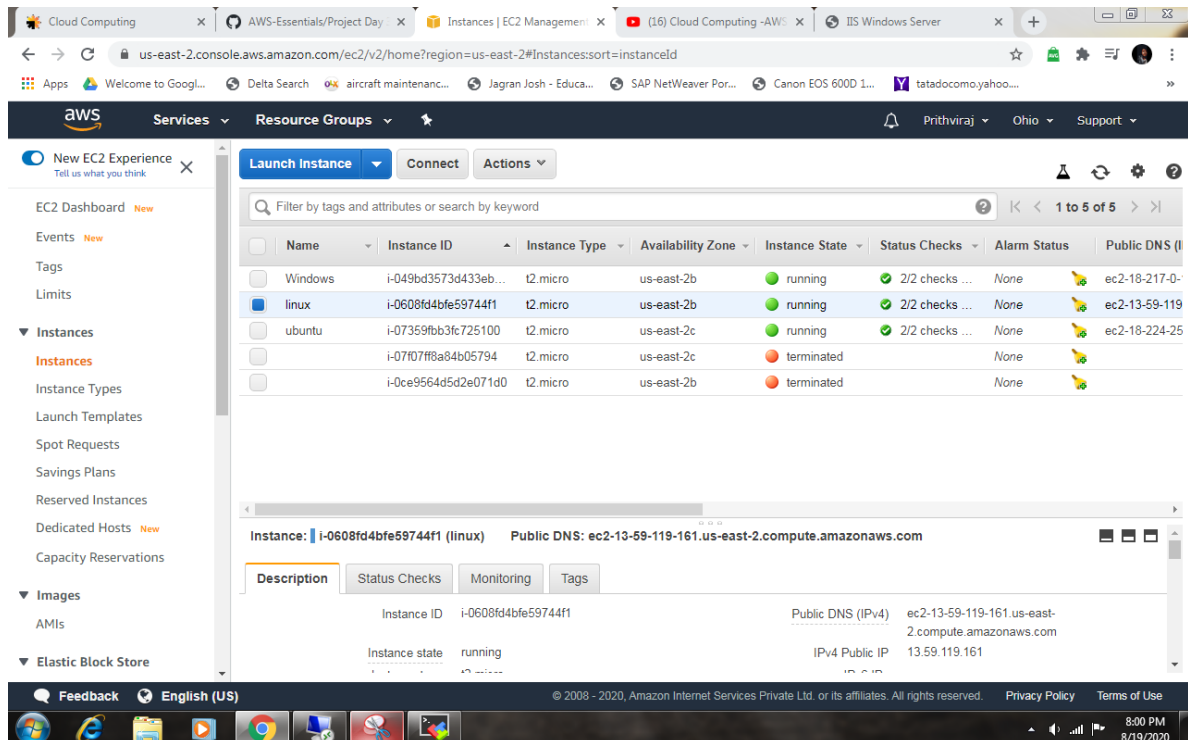 Cloud Computing
AWS-Essentials/Project Day
Instances | EC2 Management
(16) Cloud Computing -AWS
IIS Windows Server
us-east-2.console.aws.amazon.com/ec2/v2/home?region=us-east-2#Instances:sort=instanceId
Apps Welcome to Googl... Delta Search aircraft maintenanc... Jagran Josh - Educa... SAP NetWeaver Por... Canon EOS 600D 1... tatadocomo.yahoo.... »
aws Services Resource Groups Prithviraj Ohio Support
New EC2 Experience
Tell us what you think
EC2 Dashboard New
Events New
Tags
Limits
Instances
Instances
Instance Types
Launch Templates
Spot Requests
Savings Plans
Reserved Instances
Dedicated Hosts New
Capacity Reservations
Images
AMIs
Elastic Block Store
Launch Instance Connect Actions
Filter by tags and attributes or search by keyword 1 to 5 of 5
Name Instance ID Instance Type Availability Zone Instance State Status Checks Alarm Status Public DNS (I
Windows i-049bd3573d433eb... t2.micro us-east-2b running 2/2 checks ... None ec2-18-217-0-
linux i-0608fd4bfe59744f1 t2.micro us-east-2b running 2/2 checks ... None ec2-13-59-119
ubuntu i-07359fbb3fc725100 t2.micro us-east-2c running 2/2 checks ... None ec2-18-224-25
i-07f07ff8a84b05794 t2.micro us-east-2c terminated None
i-0ce9564d5d2e071d0 t2.micro us-east-2b terminated None
Instance: i-0608fd4bfe59744f1 (linux) Public DNS: ec2-13-59-119-161.us-east-2.compute.amazonaws.com
Description Status Checks Monitoring Tags
Instance ID i-0608fd4bfe59744f1 Public DNS (IPv4) ec2-13-59-119-161.us-east-
2.compute.amazonaws.com
Instance state running IPv4 Public IP 13.59.119.161
Feedback English (US) © 2008 - 2020, Amazon Internet Services Private Ltd. or its affiliates. All rights reserved. Privacy Policy Terms of Use
8:00 PM
8/19/2020